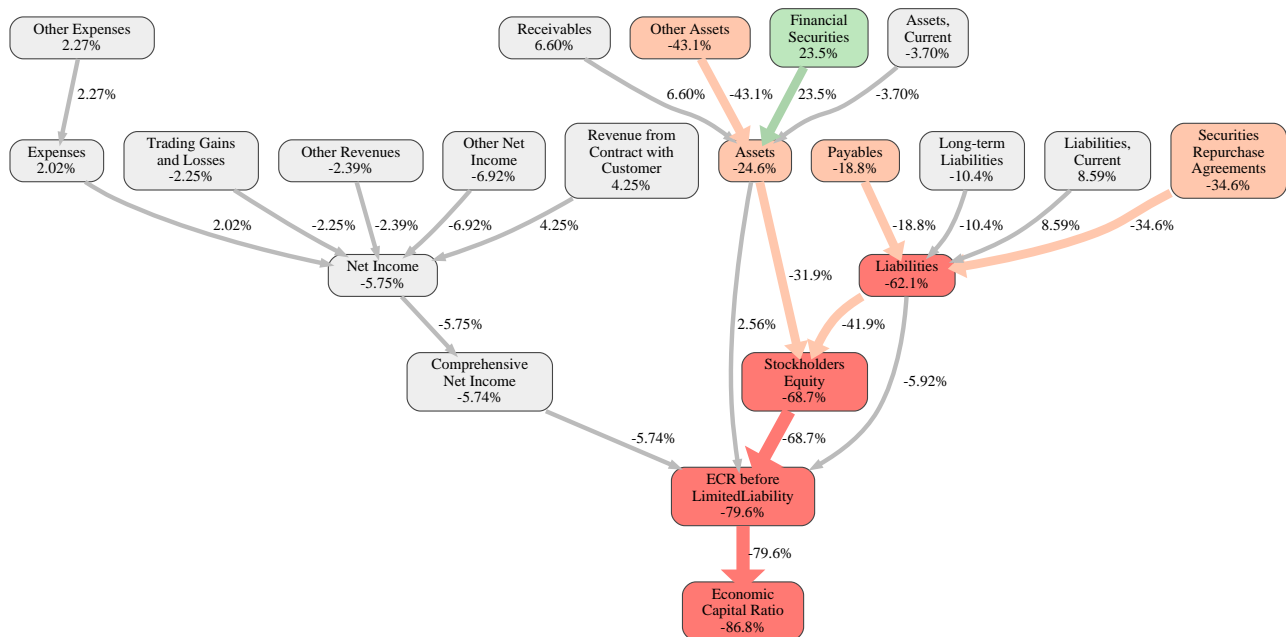 Other Expenses
2.27%
Receivables
6.60%
Other Assets
-43.1%
Financial
Securities
23.5%
Assets,
Current
-3.70%
2.27%
6.60%
-43.1%
23.5%
-3.70%
Expenses
2.02%
Trading Gains
and Losses
-2.25%
Other Revenues
-2.39%
Other Net
Income
-6.92%
Revenue from
Contract with
Customer
4.25%
Assets
-24.6%
Payables
-18.8%
Long-term
Liabilities
-10.4%
Liabilities,
Current
8.59%
Securities
Repurchase
Agreements
-34.6%
2.02%
-2.25%
-2.39%
-6.92%
4.25%
-18.8%
-10.4%
8.59%
-34.6%
Net Income
-5.75%
-31.9%
Liabilities
-62.1%
-5.75%
2.56%
-41.9%
Comprehensive
Net Income
-5.74%
Stockholders
Equity
-68.7%
-5.92%
-5.74%
-68.7%
ECR before
LimitedLiability
-79.6%
-79.6%
Economic
Capital Ratio
-86.8%